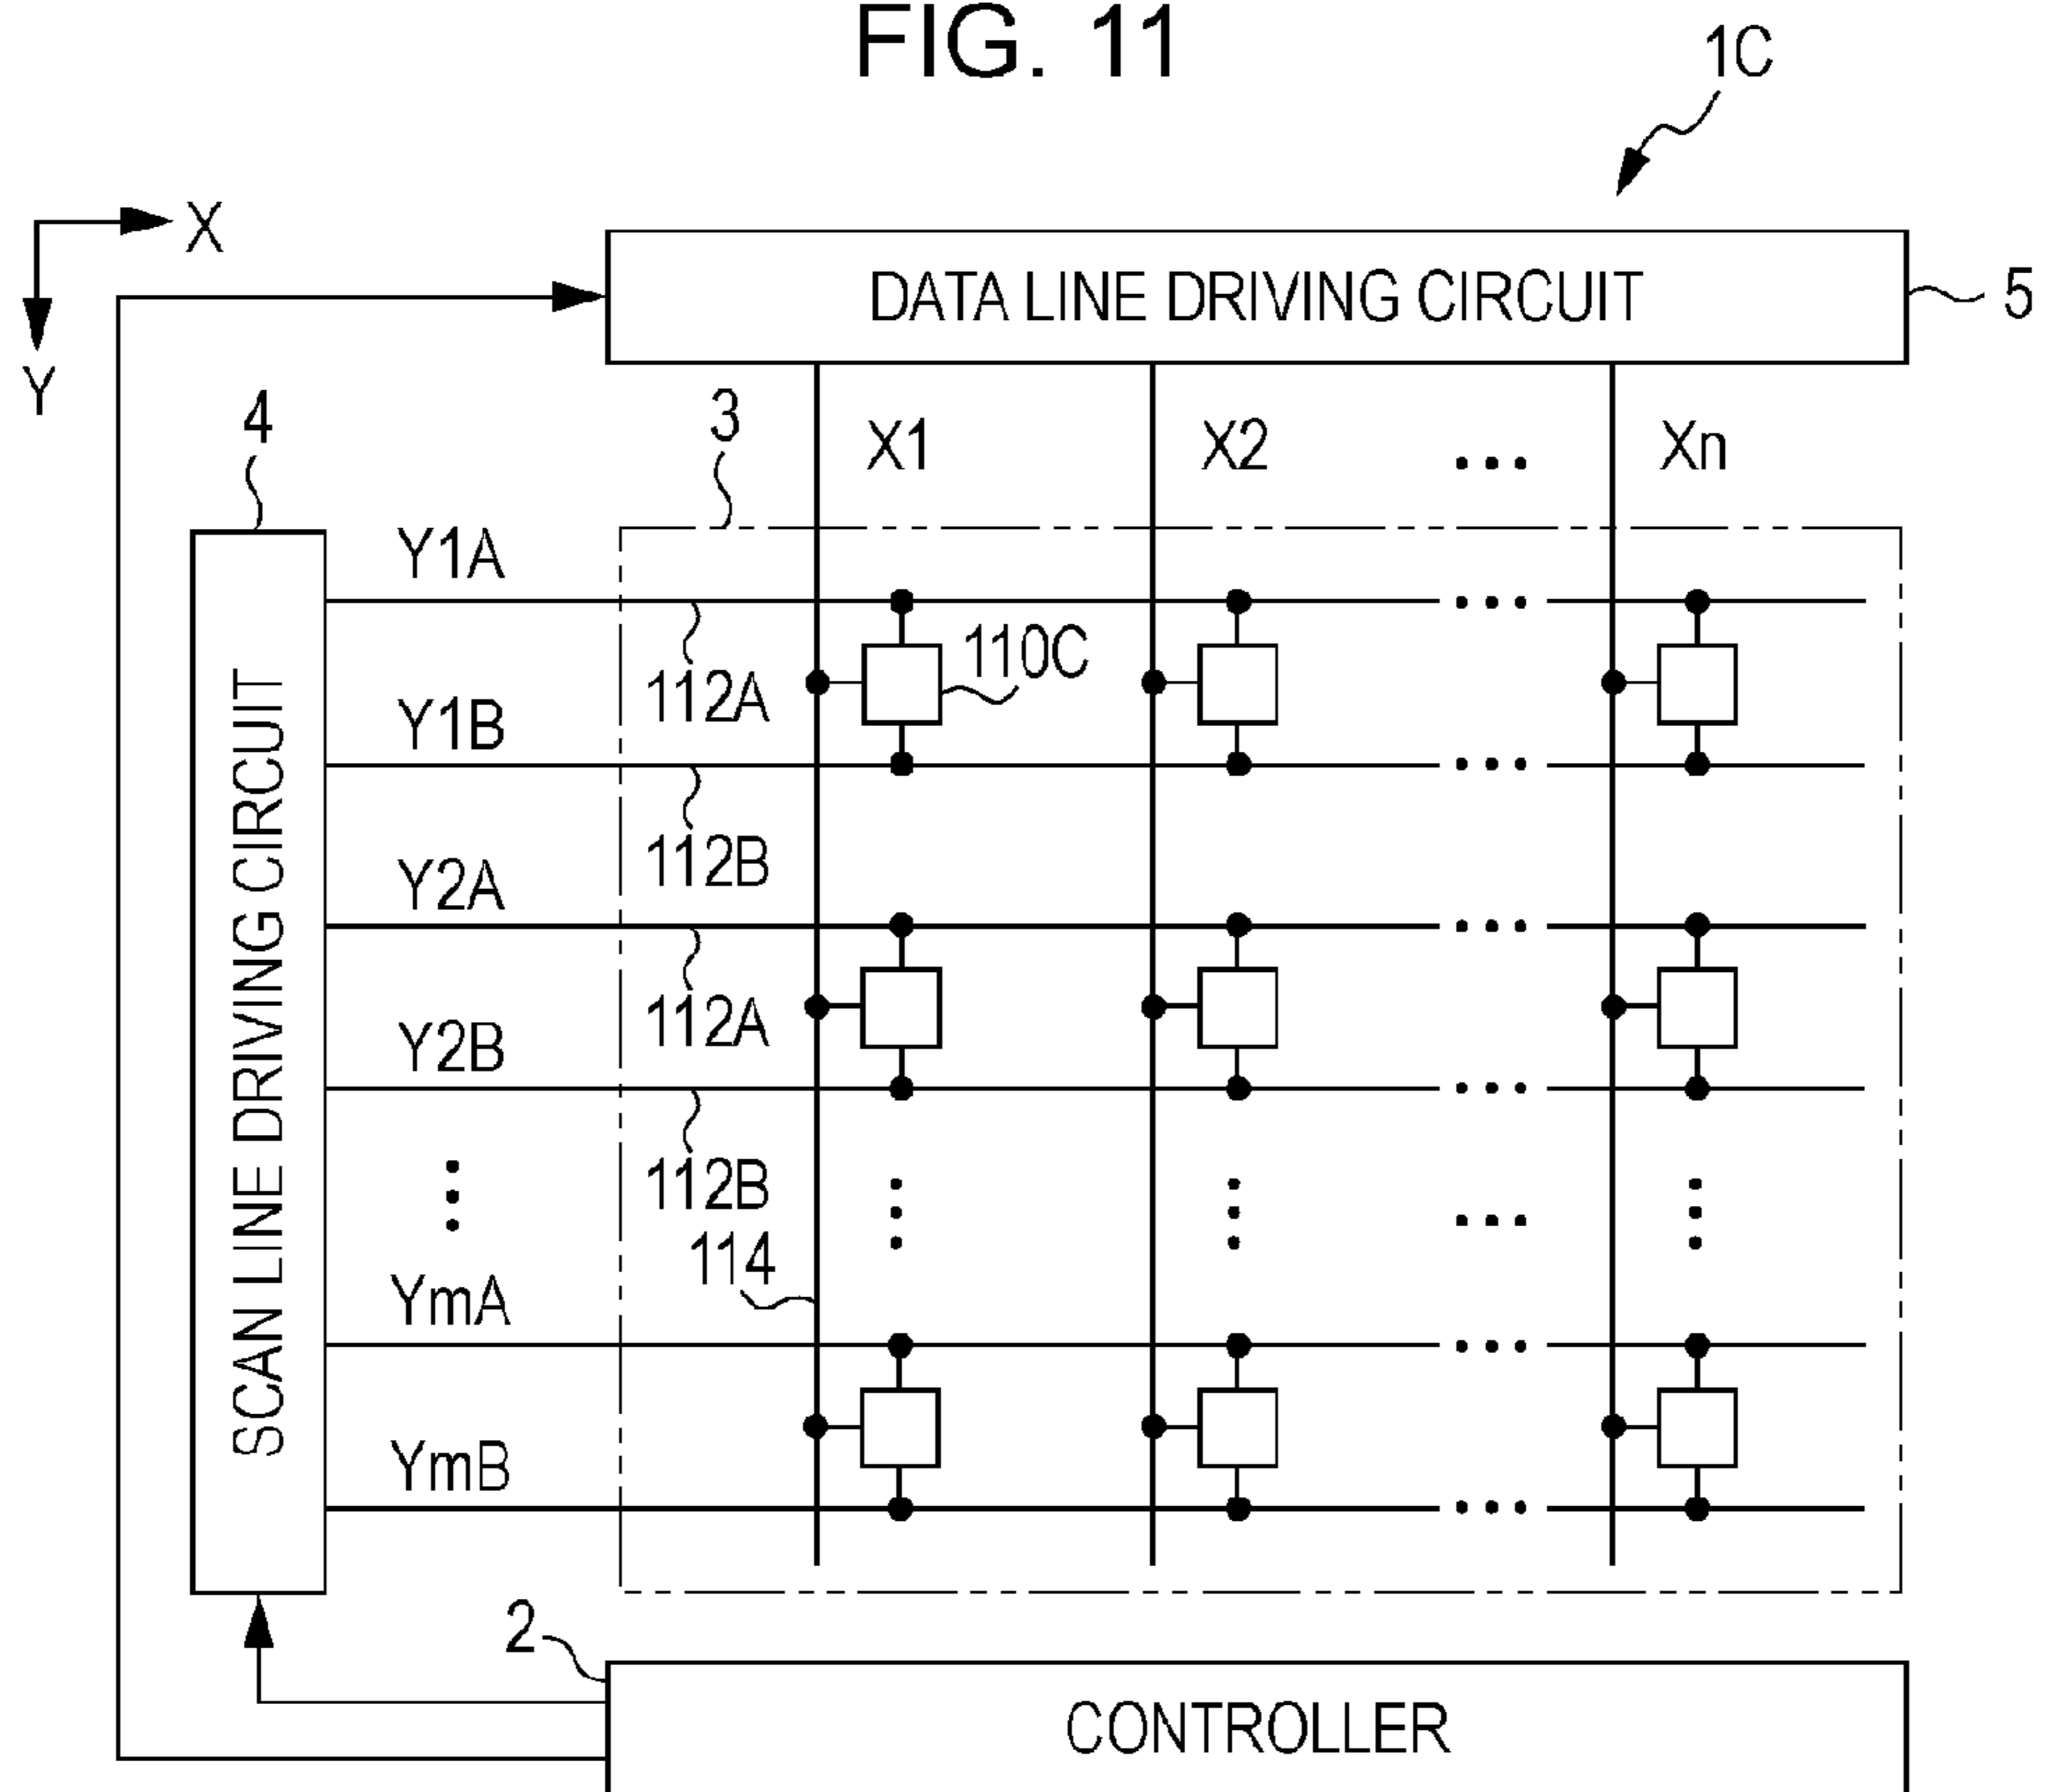 FIG. 11
1C
X
Y
DATA LINE DRIVING CIRCUIT
5
4
3
X1
X2
...
Xn
SCAN LINE DRIVING CIRCUIT
Y1A
112A
110C
...
Y1B
112B
...
Y2A
112A
...
Y2B
112B
...
114
YmA
...
YmB
...
2
CONTROLLER